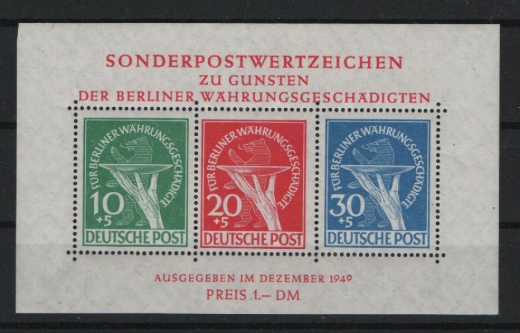 SONDERPOSTWERTZEICHEN
ZU GUNSTEN
DER BERLINER WÄHRUNGSGESCHÄDIGTEN
FÜR BERLINER WÄHRUNGSGESCHÄDIGTE
10
+5
DEUTSCHE POST
FÜR BERLINER WÄHRUNGSGESCHÄDIGTE
20
+5
DEUTSCHE POST
FÜR BERLINER WÄHRUNGSGESCHÄDIGTE
30
+5
DEUTSCHE POST
AUSGEGEBEN IM DEZEMBER 1949
PREIS 1.– DM